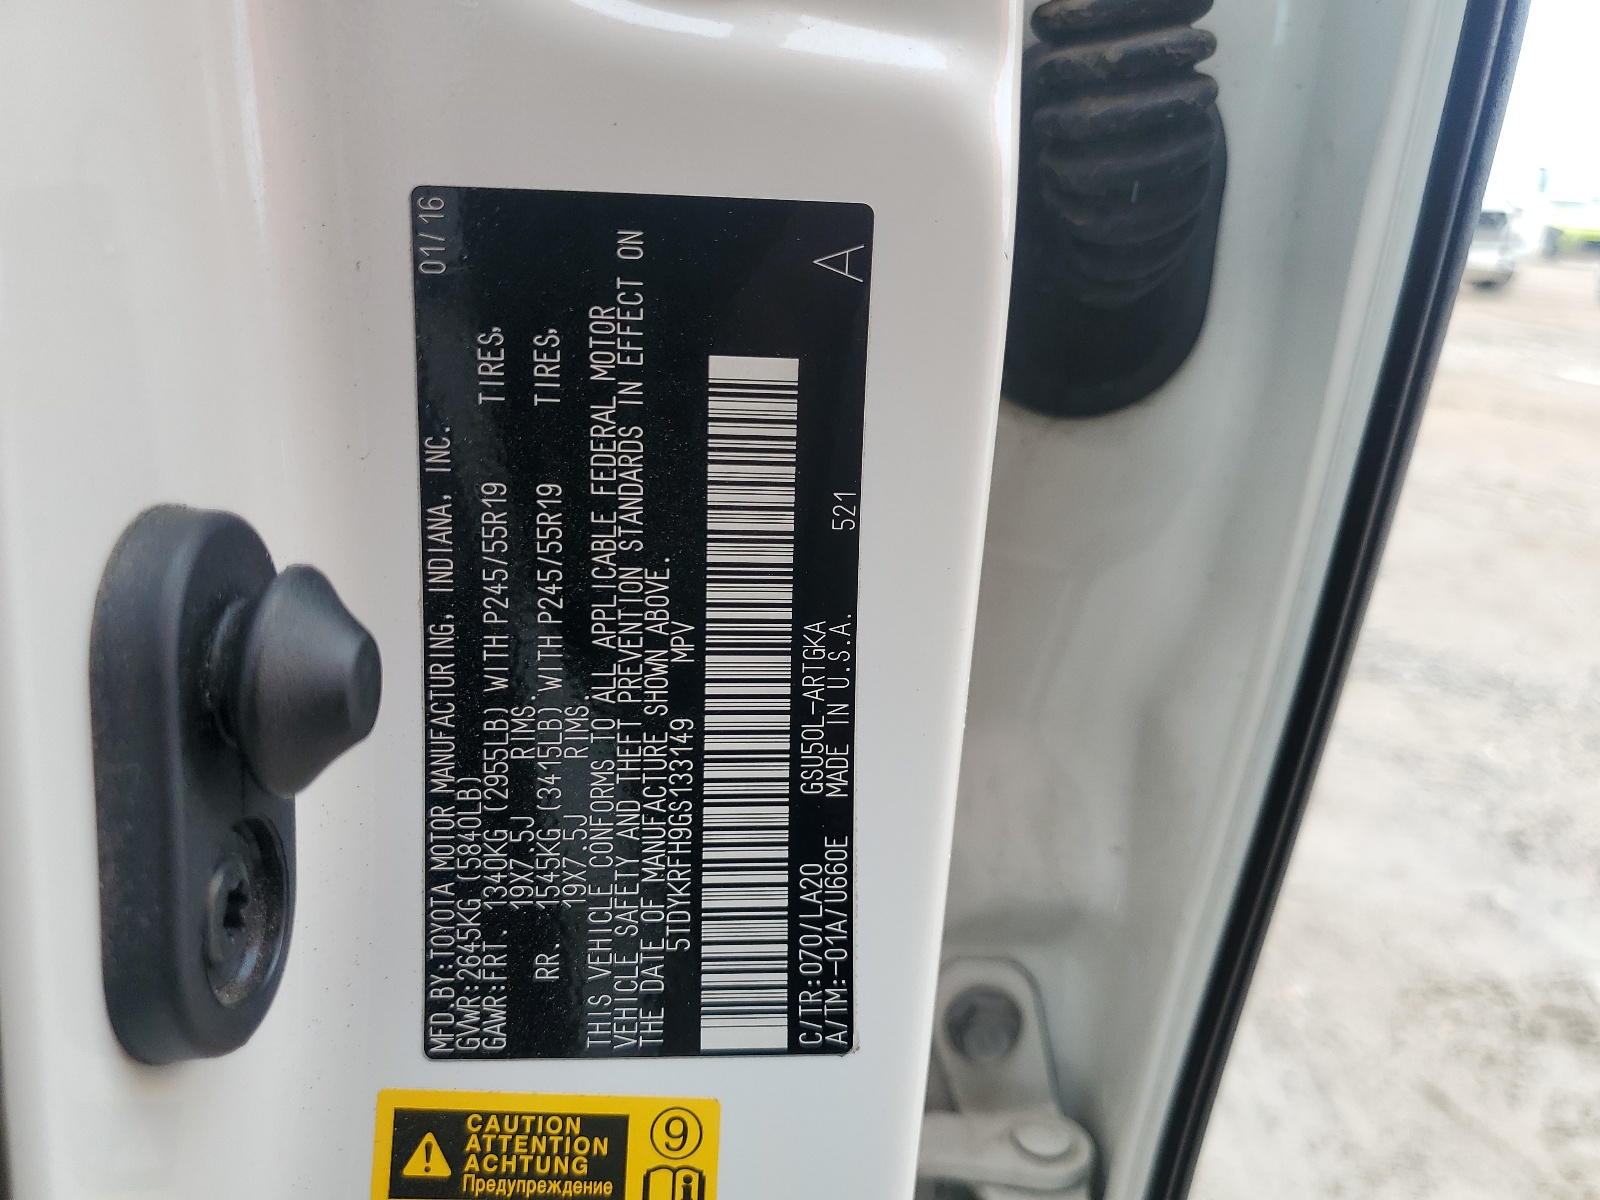 MFD.BY:TOYOTA MOTOR MANUFACTURING, INDIANA, INC. 01/16
GVWR:2645KG(5840LB)
GAWR:FRT. 1340KG(2955LB)WITH P245/55R19 TIRES,
19X7.5J RIMS.
RR. 1545KG(3415LB)WITH P245/55R19 TIRES,
19X7.5J RIMS.
THIS VEHICLE CONFORMS TO ALL APPLICABLE FEDERAL MOTOR
VEHICLE SAFETY AND THEFT PREVENTION STANDARDS IN EFFECT ON
THE DATE OF MANUFACTURE SHOWN ABOVE.
5TDYKRFH9GS133149 MPV
C/TR:070/LA20 GSU50L-ARTGKA
A/TM:-01A/U660E MADE IN U.S.A. 521 A
CAUTION
ATTENTION
ACHTUNG
Предупреждение
9